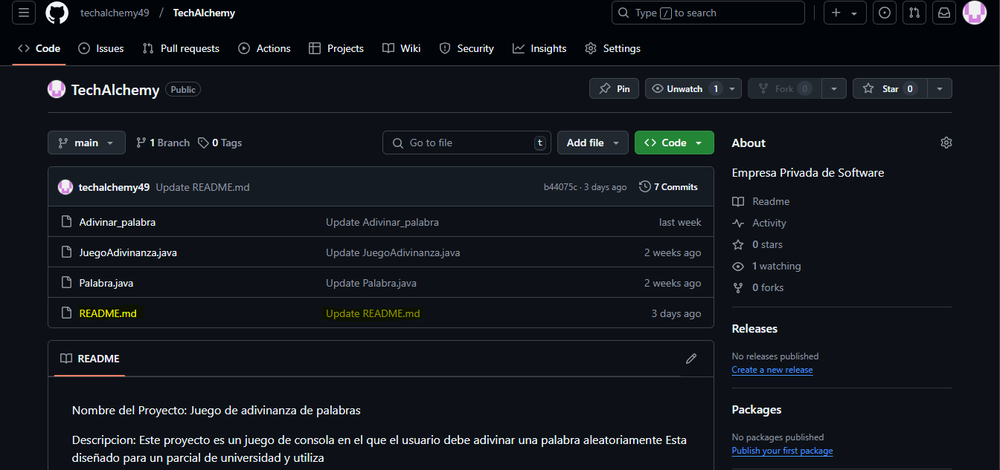 techalchemy49 / TechAlchemy
Type / to search
Code Issues Pull requests Actions Projects Wiki Security Insights Settings
TechAlchemy Public
Pin Unwatch 1 Fork 0 Star 0
main 1 Branch 0 Tags Go to file t Add file Code
techalchemy49 Update README.md b44075c · 3 days ago 7 Commits
Adivinar_palabra Update Adivinar_palabra last week
JuegoAdivinanza.java Update JuegoAdivinanza.java 2 weeks ago
Palabra.java Update Palabra.java 2 weeks ago
README.md Update README.md 3 days ago
README
Nombre del Proyecto: Juego de adivinanza de palabras
Descripcion: Este proyecto es un juego de consola en el que el usuario debe adivinar una palabra aleatoriamente Esta
diseñado para un parcial de universidad y utiliza
About
Empresa Privada de Software
Readme
Activity
0 stars
1 watching
0 forks
Releases
No releases published
Create a new release
Packages
No packages published
Publish your first package